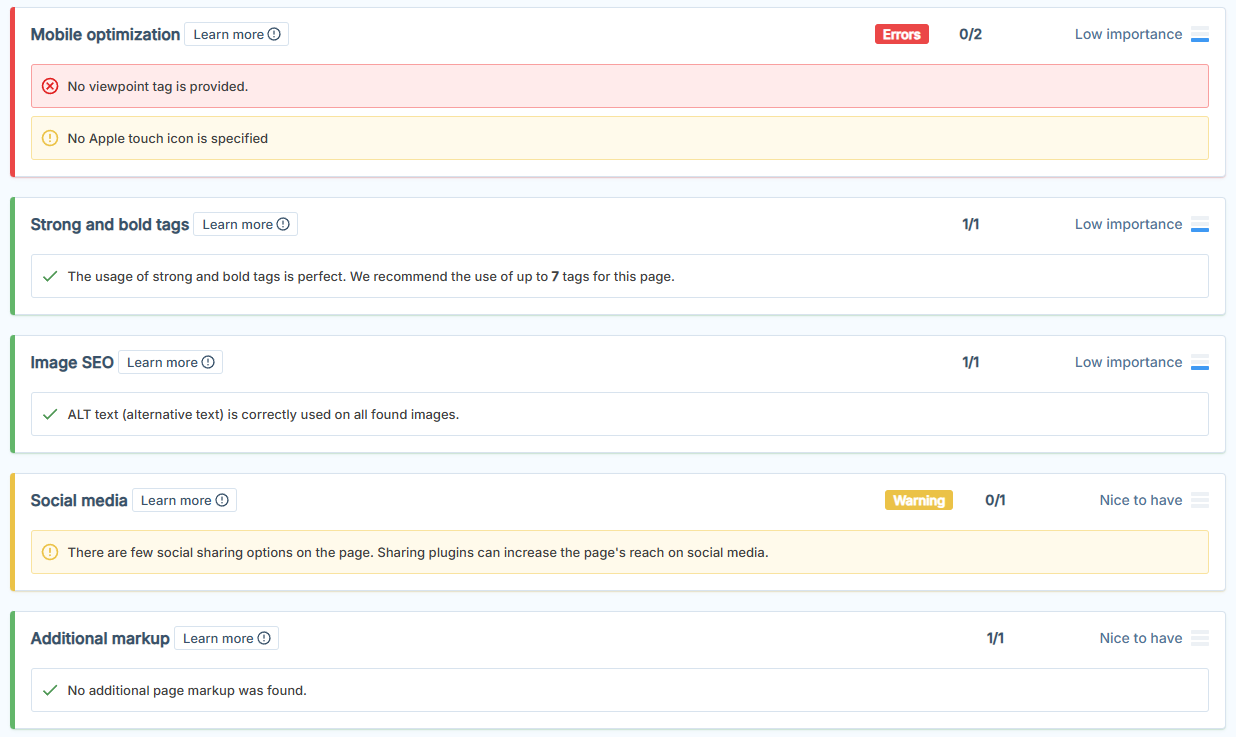 Mobile optimization Learn more Errors 0/2 Low importance
No viewpoint tag is provided.
No Apple touch icon is specified
Strong and bold tags Learn more 1/1 Low importance
The usage of strong and bold tags is perfect. We recommend the use of up to 7 tags for this page.
Image SEO Learn more 1/1 Low importance
ALT text (alternative text) is correctly used on all found images.
Social media Learn more Warning 0/1 Nice to have
There are few social sharing options on the page. Sharing plugins can increase the page's reach on social media.
Additional markup Learn more 1/1 Nice to have
No additional page markup was found.